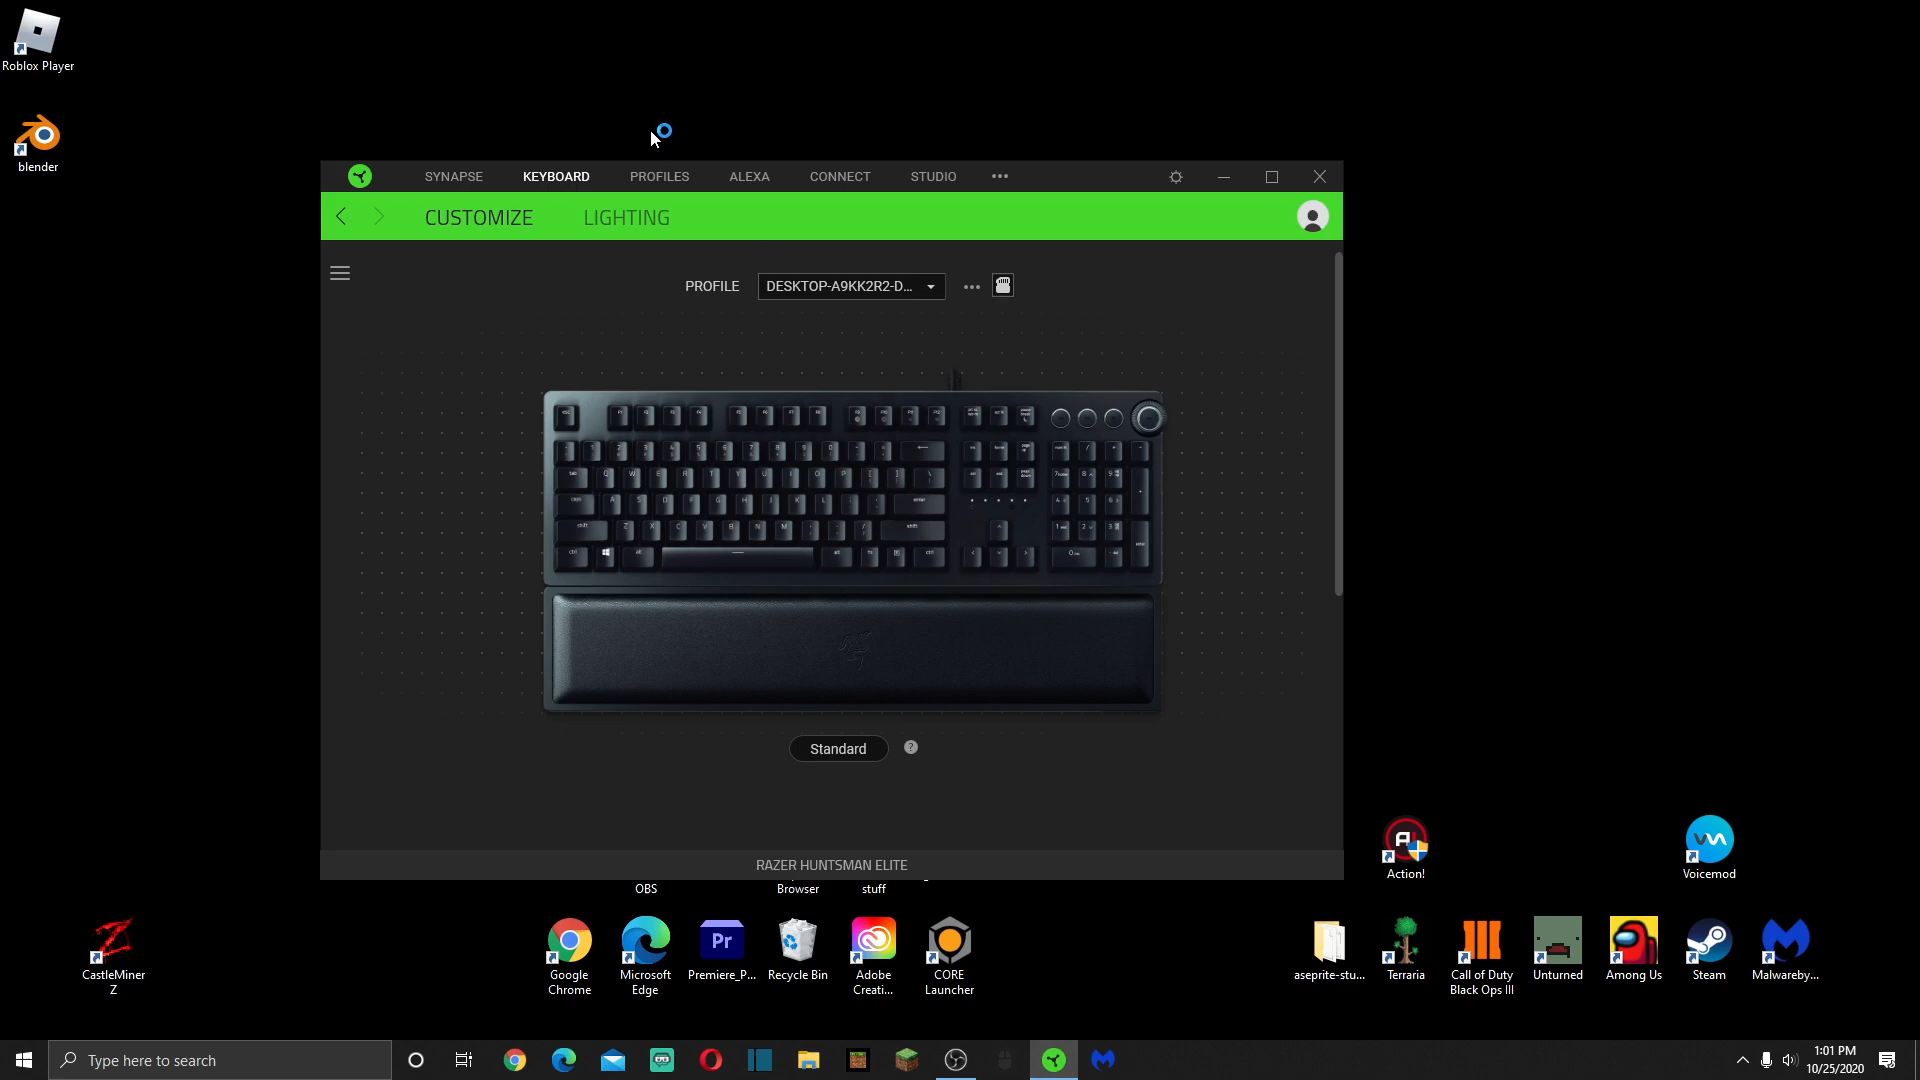 Roblox Player
blender
SYNAPSE KEYBOARD PROFILES ALEXA CONNECT STUDIO •••
CUSTOMIZE LIGHTING
PROFILE DESKTOP-A9KK2R2-D... •••
Standard ?
RAZER HUNTSMAN ELITE
Action!
Voicemod
OBS
Browser
stuff
CastleMiner
Z
Google
Chrome
Microsoft
Edge
Pr
Premiere_P...
Recycle Bin
Adobe
Creati...
CORE
Launcher
aseprite-stu...
Terraria
Call of Duty
Black Ops III
Unturned
Among Us
Steam
Malwareby...
Type here to search
1:01 PM
10/25/2020